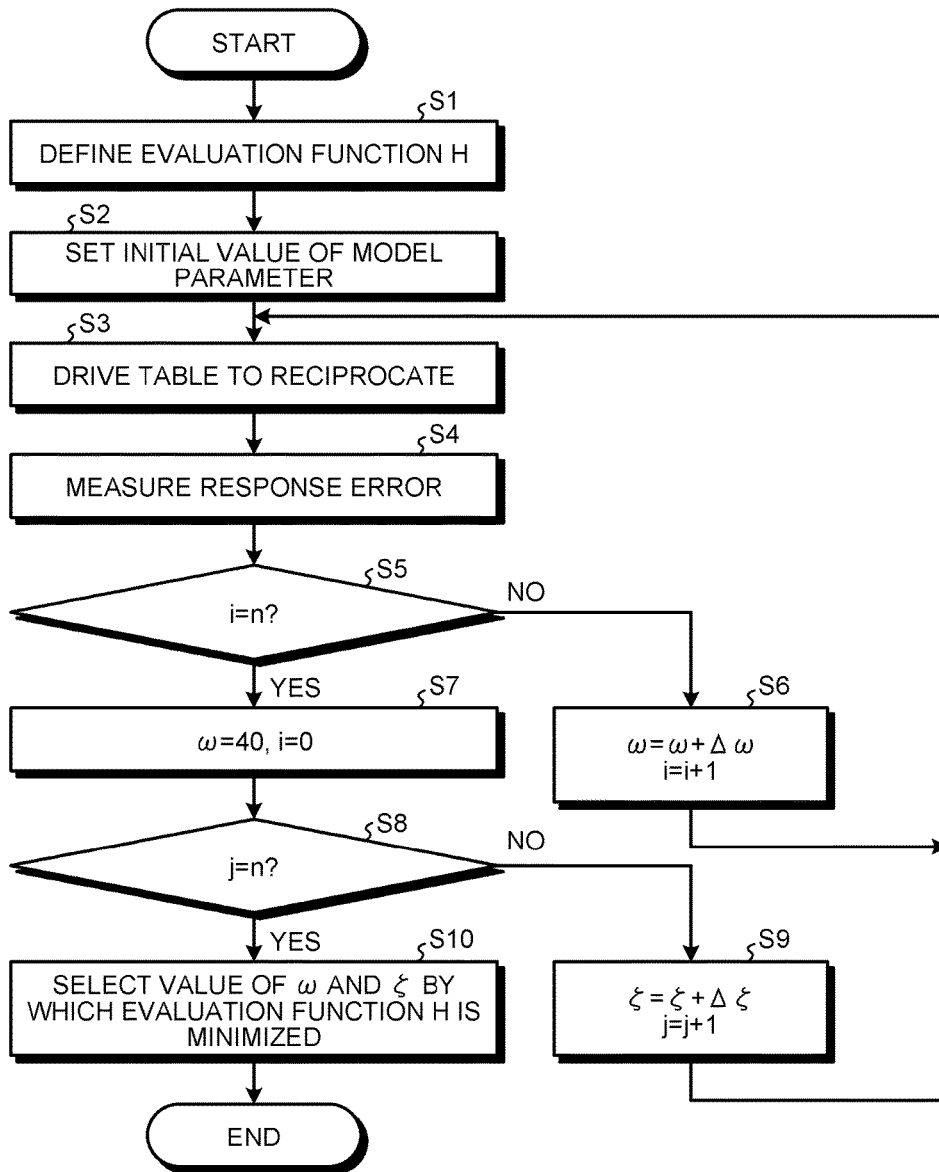 START
S1
DEFINE EVALUATION FUNCTION H
S2
SET INITIAL VALUE OF MODEL
PARAMETER
S3
DRIVE TABLE TO RECIPROCATE
S4
MEASURE RESPONSE ERROR
S5
i=n?
NO
YES
S6
ω=ω+Δ ω
i=i+1
S7
ω=40, i=0
S8
j=n?
NO
YES
S9
ζ=ζ+Δ ζ
j=j+1
S10
SELECT VALUE OF ω AND ζ BY
WHICH EVALUATION FUNCTION H IS
MINIMIZED
END